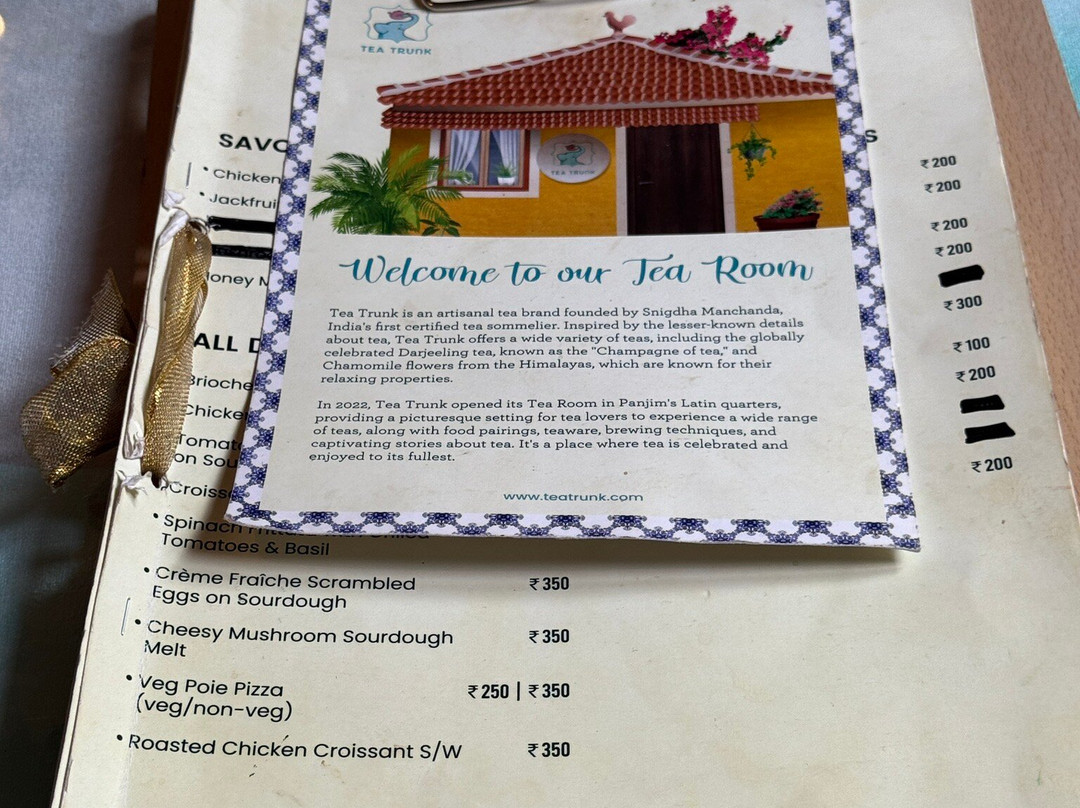 TEA TRUNK
TEA TRUNK
Welcome to our Tea Room
Tea Trunk is an artisanal tea brand founded by Snigdha Manchanda,
India's first certified tea sommelier. Inspired by the lesser-known details
about tea, Tea Trunk offers a wide variety of teas, including the globally
celebrated Darjeeling tea, known as the "Champagne of tea," and
Chamomile flowers from the Himalayas, which are known for their
relaxing properties.
In 2022, Tea Trunk opened its Tea Room in Panjim's Latin quarters,
providing a picturesque setting for tea lovers to experience a wide range
of teas, along with food pairings, teaware, brewing techniques, and
captivating stories about tea. It's a place where tea is celebrated and
enjoyed to its fullest.
www.teatrunk.com
• Chicken
ALL D
Brioche
on Sou
• Spinach
Tomatoes & Basil
• Crème Fraîche Scrambled ₹350
Eggs on Sourdough
• Cheesy Mushroom Sourdough ₹350
Melt
• Veg Poie Pizza ₹250 | ₹350
(veg/non-veg)
• Roasted Chicken Croissant S/W ₹350
S
₹200
₹200
₹200
₹200
₹300
₹100
₹200
₹200